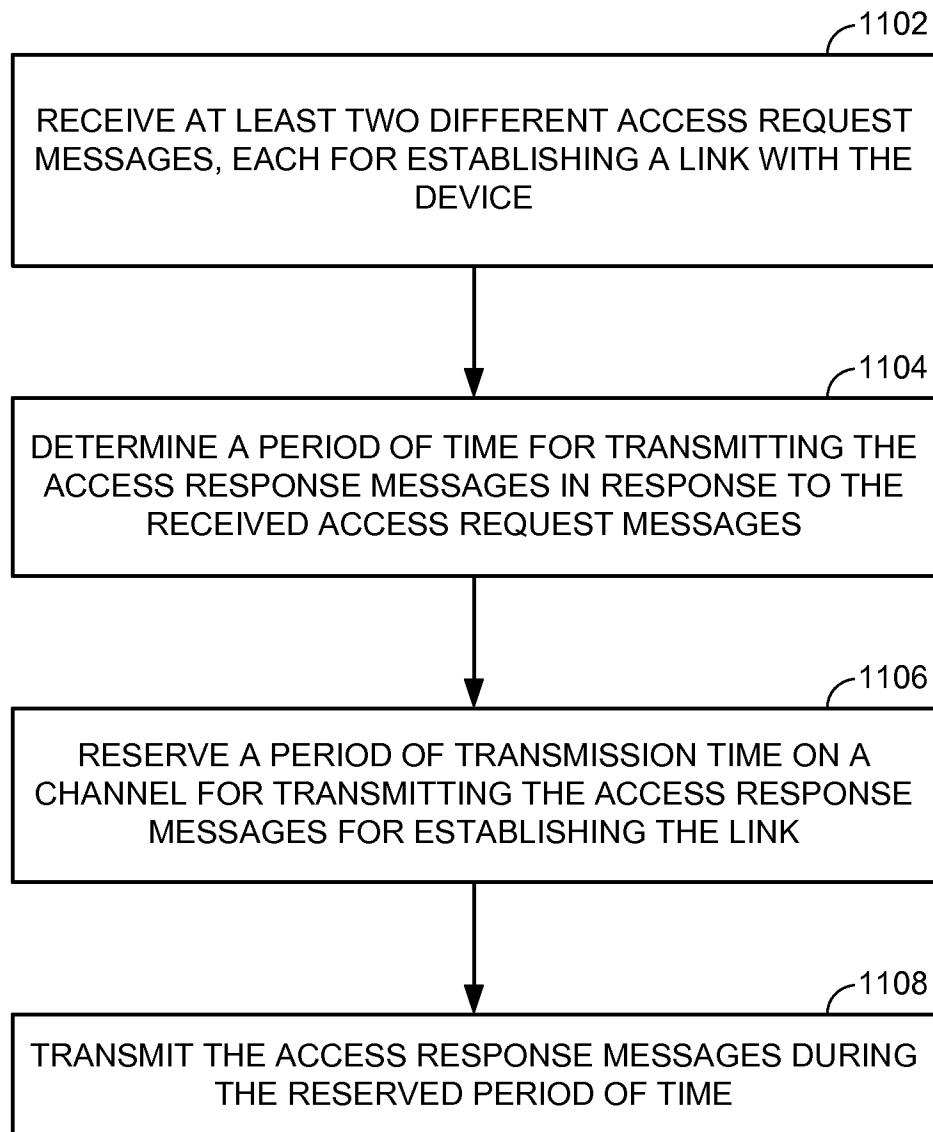 1102
RECEIVE AT LEAST TWO DIFFERENT ACCESS REQUEST
MESSAGES, EACH FOR ESTABLISHING A LINK WITH THE
DEVICE
1104
DETERMINE A PERIOD OF TIME FOR TRANSMITTING THE
ACCESS RESPONSE MESSAGES IN RESPONSE TO THE
RECEIVED ACCESS REQUEST MESSAGES
1106
RESERVE A PERIOD OF TRANSMISSION TIME ON A
CHANNEL FOR TRANSMITTING THE ACCESS RESPONSE
MESSAGES FOR ESTABLISHING THE LINK
1108
TRANSMIT THE ACCESS RESPONSE MESSAGES DURING
THE RESERVED PERIOD OF TIME